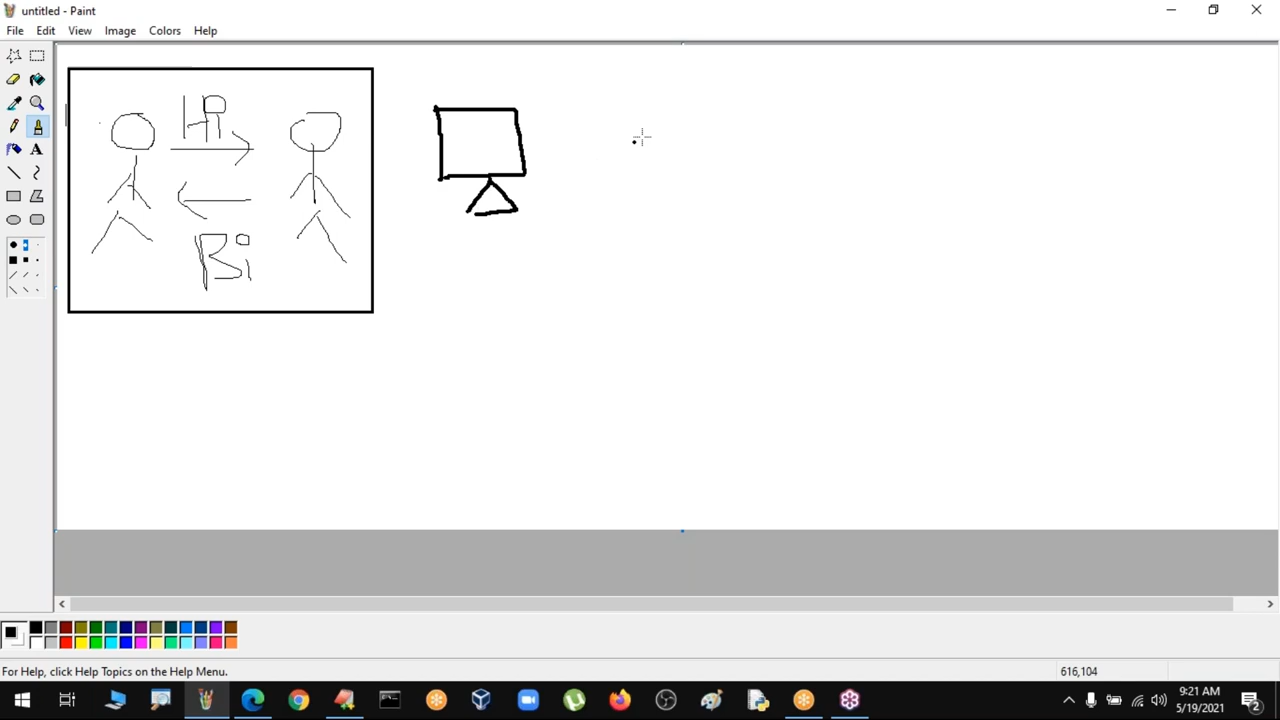 untitled - Paint
File Edit View Image Colors Help
Hi
Bi
For Help, click Help Topics on the Help Menu.
616,104
9:21 AM
5/19/2021
2